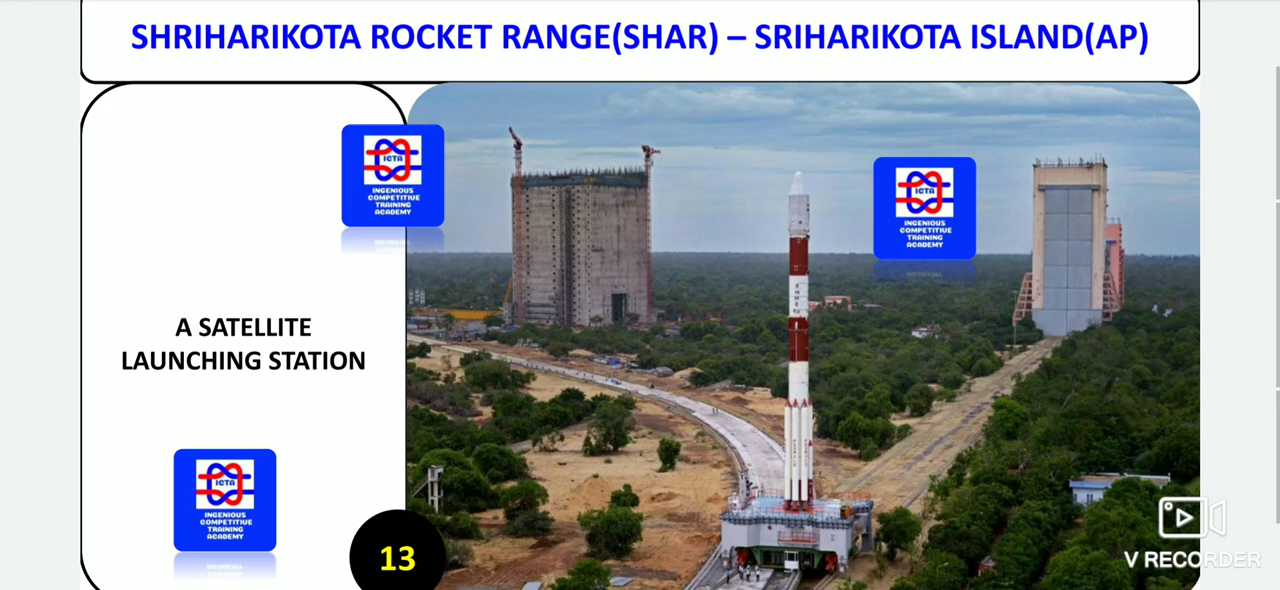 SHRIHARIKOTA ROCKET RANGE(SHAR) – SRIHARIKOTA ISLAND(AP)
ICTA
INGENIOUS
COMPETITIVE
TRAINING
ACADEMY
ICTA
INGENIOUS
COMPETITIVE
TRAINING
ACADEMY
A SATELLITE
LAUNCHING STATION
ICTA
INGENIOUS
COMPETITIVE
TRAINING
ACADEMY
13
V RECORDER